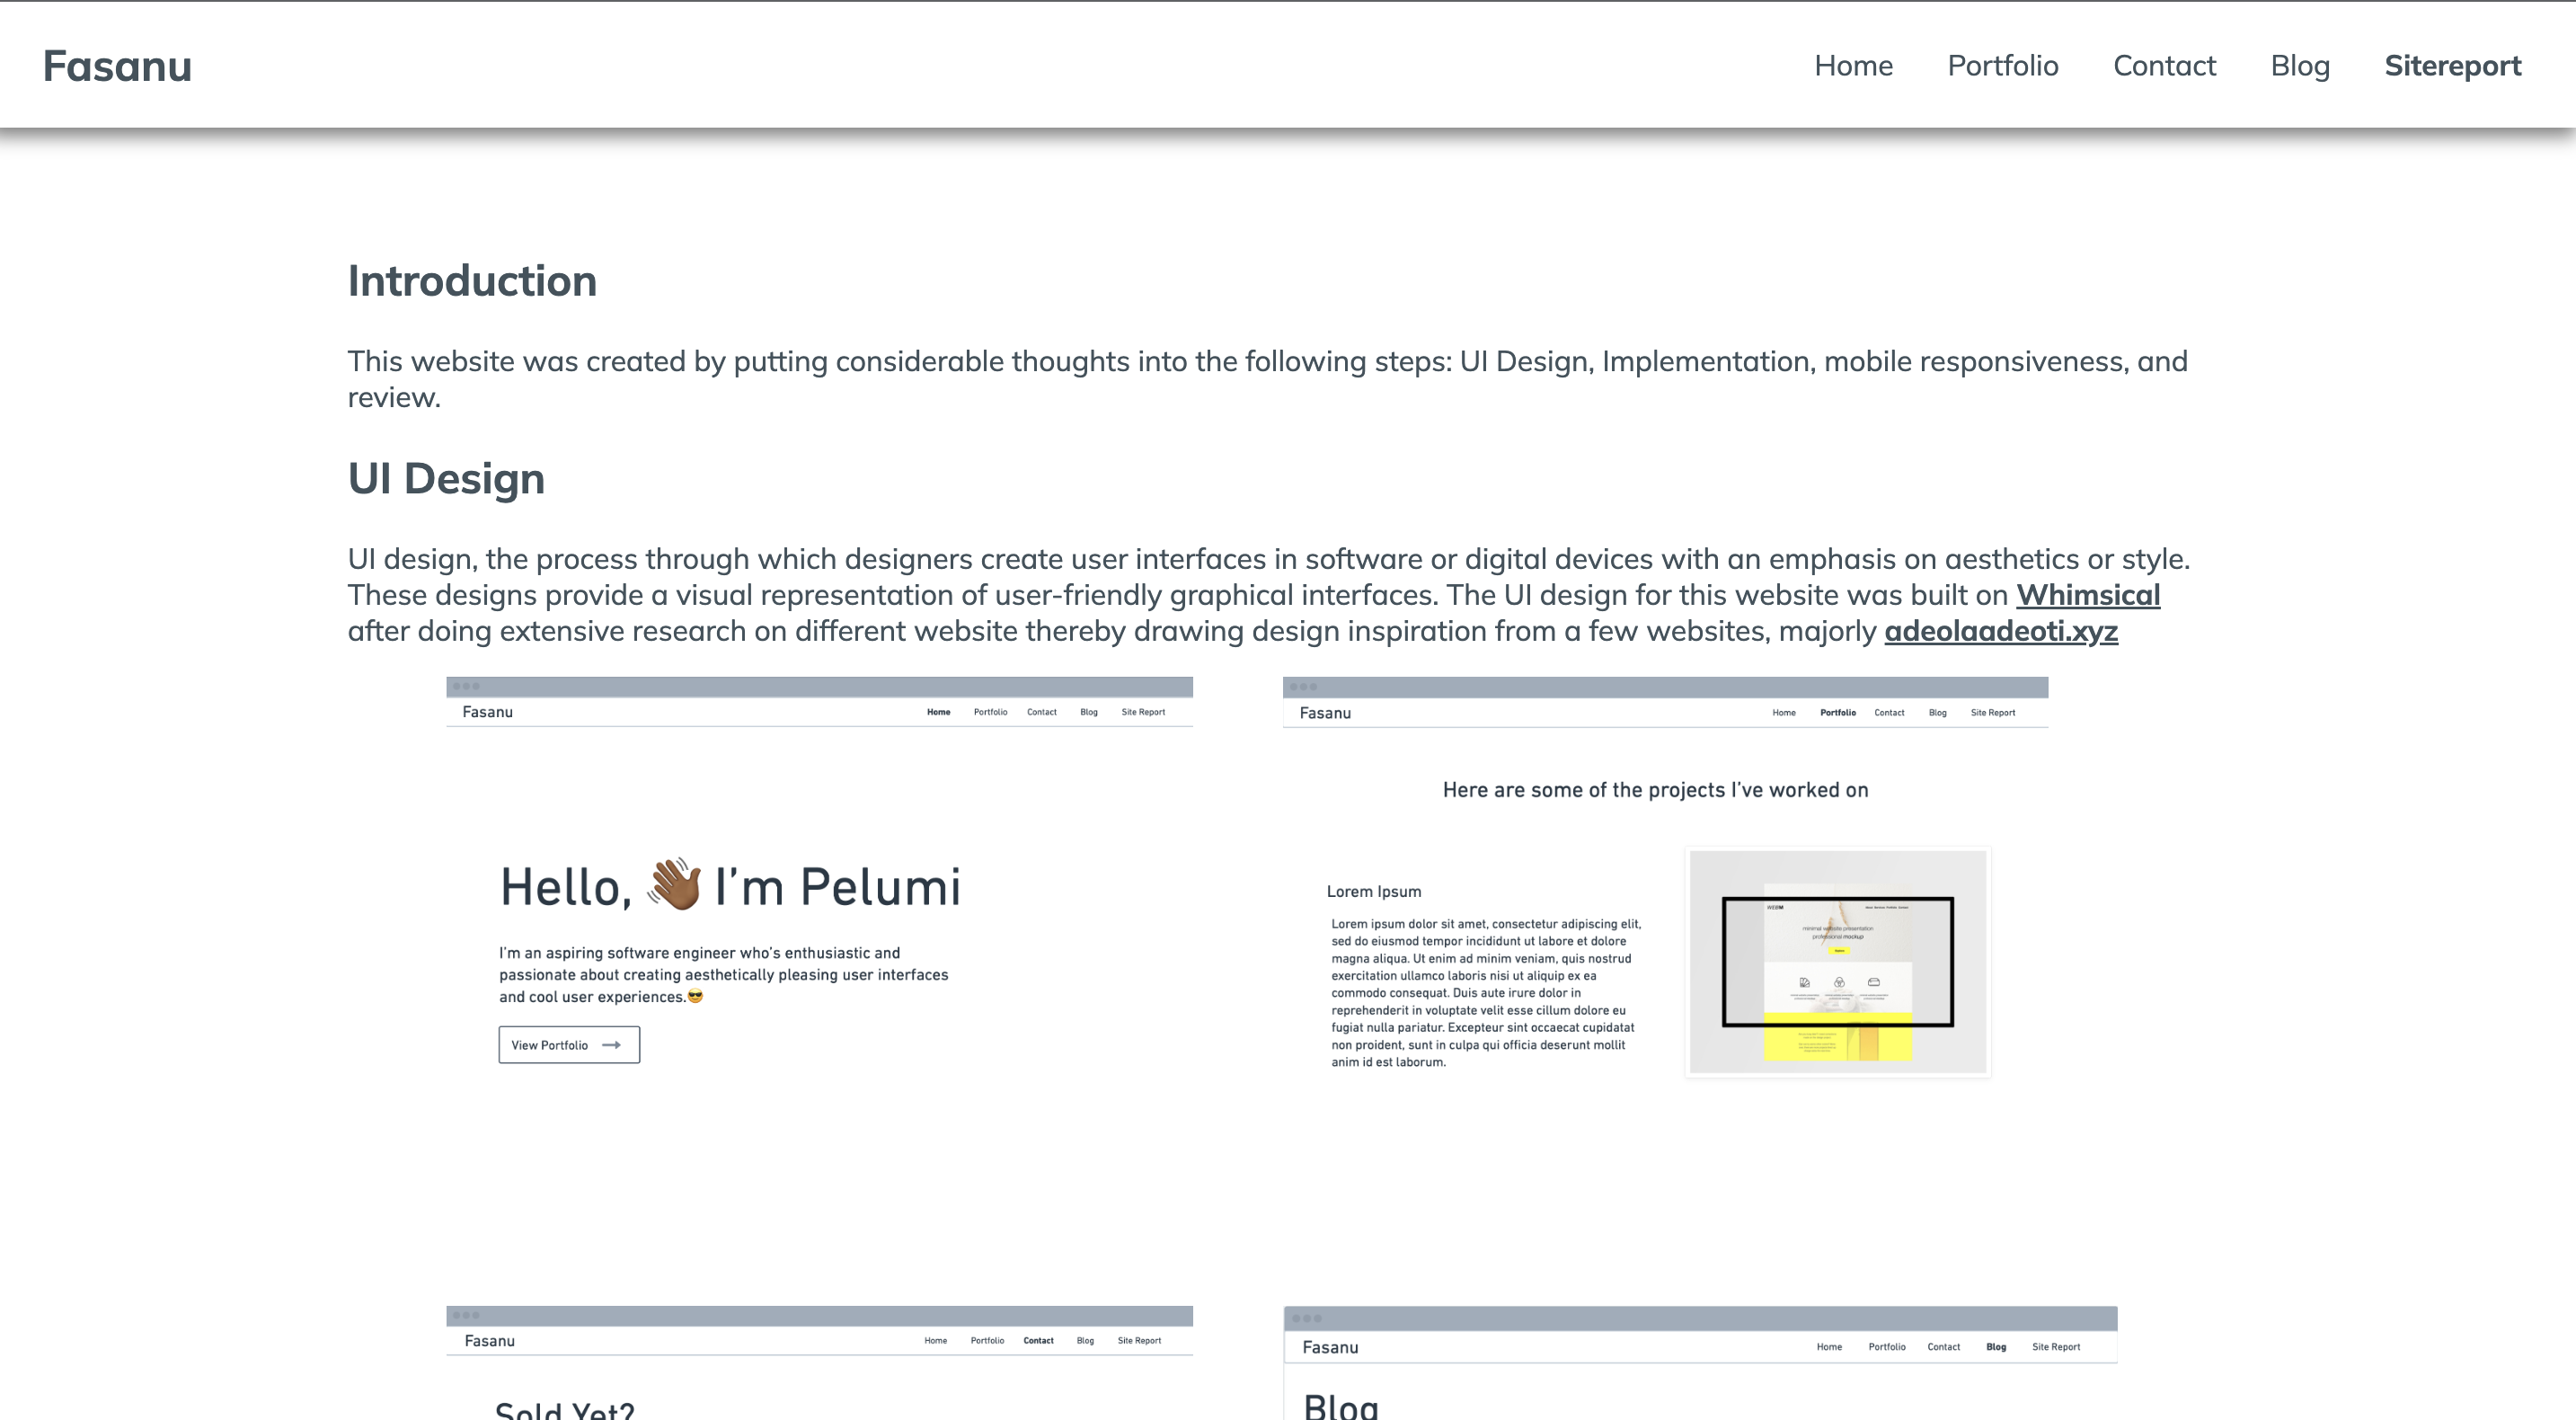 Fasanu
Home Portfolio Contact Blog Sitereport
Introduction
This website was created by putting considerable thoughts into the following steps: UI Design, Implementation, mobile responsiveness, and
review.
UI Design
UI design, the process through which designers create user interfaces in software or digital devices with an emphasis on aesthetics or style.
These designs provide a visual representation of user-friendly graphical interfaces. The UI design for this website was built on Whimsical
after doing extensive research on different website thereby drawing design inspiration from a few websites, majorly adeolaadeoti.xyz
Fasanu
Home Portfolio Contact Blog Site Report
Hello, 👋🏾 I'm Pelumi
I'm an aspiring software engineer who's enthusiastic and
passionate about creating aesthetically pleasing user interfaces
and cool user experiences.😎
View Portfolio →
Fasanu
Home Portfolio Contact Blog Site Report
Here are some of the projects I've worked on
Lorem Ipsum
Lorem ipsum dolor sit amet, consectetur adipiscing elit,
sed do eiusmod tempor incididunt ut labore et dolore
magna aliqua. Ut enim ad minim veniam, quis nostrud
exercitation ullamco laboris nisi ut aliquip ex ea
commodo consequat. Duis aute irure dolor in
reprehenderit in voluptate velit esse cillum dolore eu
fugiat nulla pariatur. Excepteur sint occaecat cupidatat
non proident, sunt in culpa qui officia deserunt mollit
anim id est laborum.
minimal website presentation
professional mockup
Fasanu
Home Portfolio Contact Blog Site Report
Sold Yet?
Fasanu
Home Portfolio Contact Blog Site Report
Blog